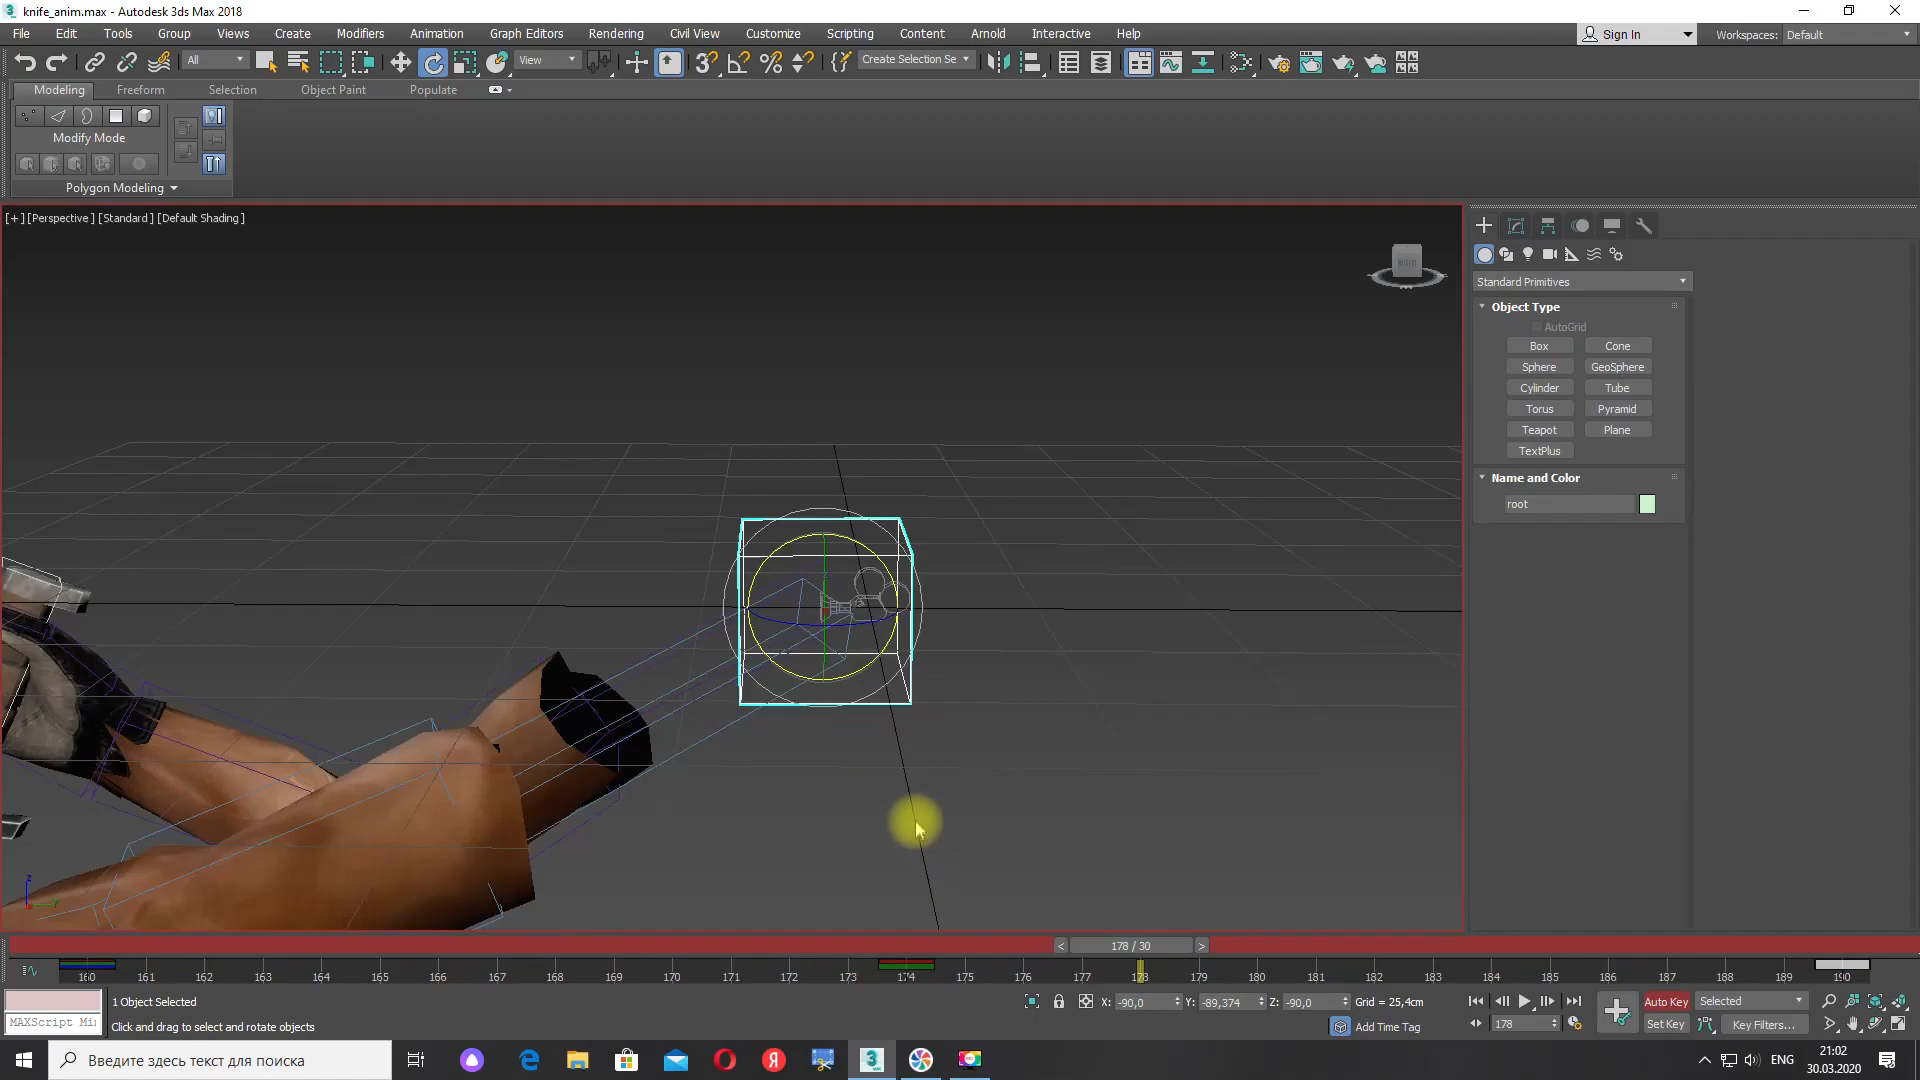 knife_anim.max - Autodesk 3ds Max 2018
File Edit Tools Group Views Create Modifiers Animation Graph Editors Rendering Civil View Customize Scripting Content Arnold Interactive Help
Sign In Workspaces: Default
All View Create Selection Se
Modeling Freeform Selection Object Paint Populate
Modify Mode
Polygon Modeling
[+] [Perspective] [Standard] [Default Shading]
Standard Primitives
Object Type
AutoGrid
Box Cone
Sphere GeoSphere
Cylinder Tube
Torus Pyramid
Teapot Plane
TextPlus
Name and Color
root
z
< 178 / 30 >
160 161 162 163 164 165 166 167 168 169 170 171 172 173 174 175 176 177 178 179 180 181 182 183 184 185 186 187 188 189 190
1 Object Selected X: -90,0 Y: -89,374 Z: -90,0 Grid = 25,4cm Auto Key Selected
MAXScript Mi Click and drag to select and rotate objects Add Time Tag 178 Set Key Key Filters...
Введите здесь текст для поиска
ENG 21:02
30.03.2020